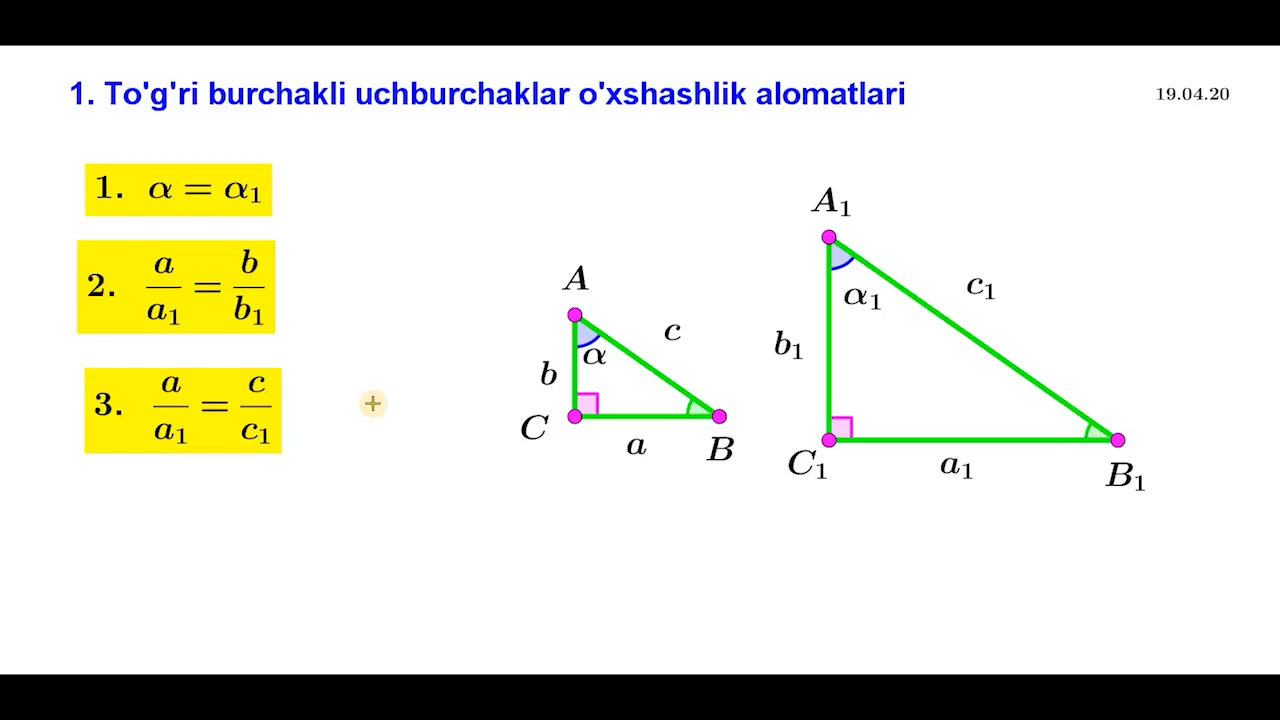 1. To'g'ri burchakli uchburchaklar o'xshashlik alomatlari
19.04.20
1. α = α₁
2. a/a₁ = b/b₁
3. a/a₁ = c/c₁
A
c
α
b
C
a
B
A₁
c₁
α₁
b₁
C₁
a₁
B₁